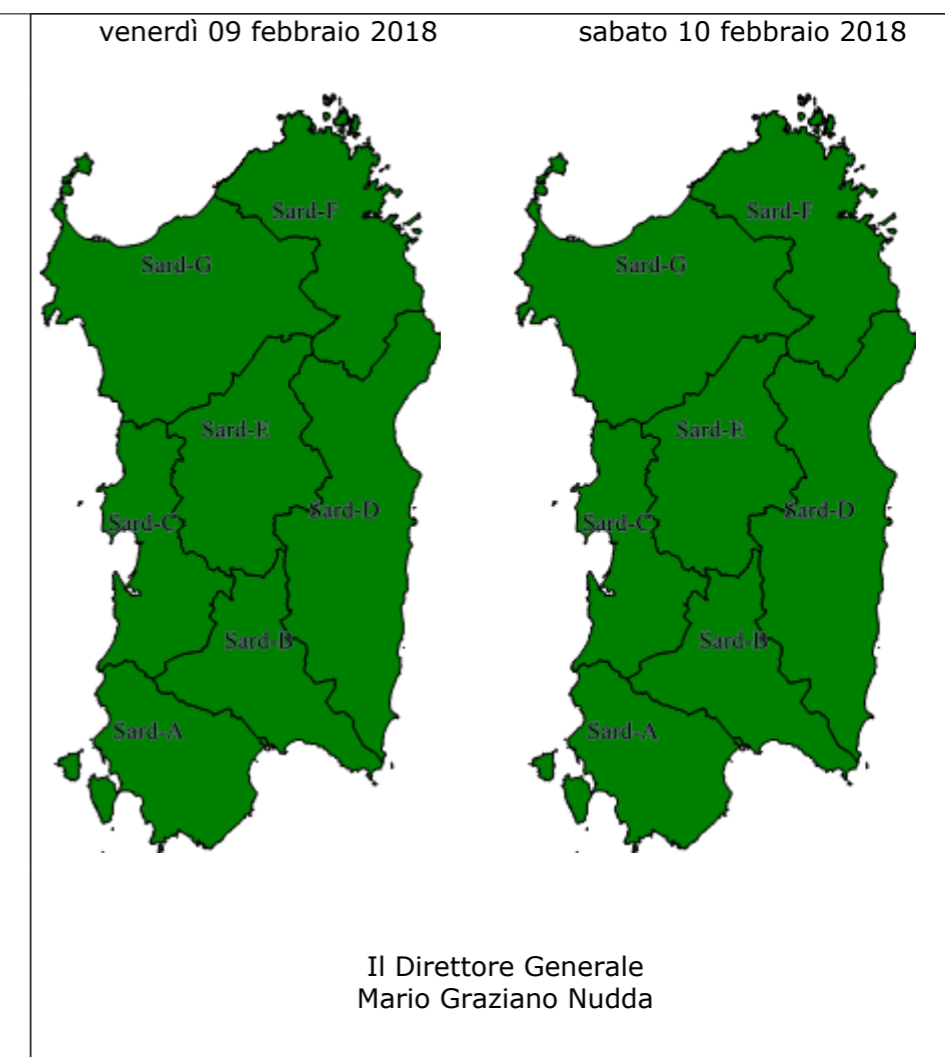 venerdì 09 febbraio 2018
sabato 10 febbraio 2018
Sard-F
Sard-G
Sard-E
Sard-D
Sard-C
Sard-B
Sard-A
Sard-F
Sard-G
Sard-E
Sard-D
Sard-C
Sard-B
Sard-A
Il Direttore Generale
Mario Graziano Nudda